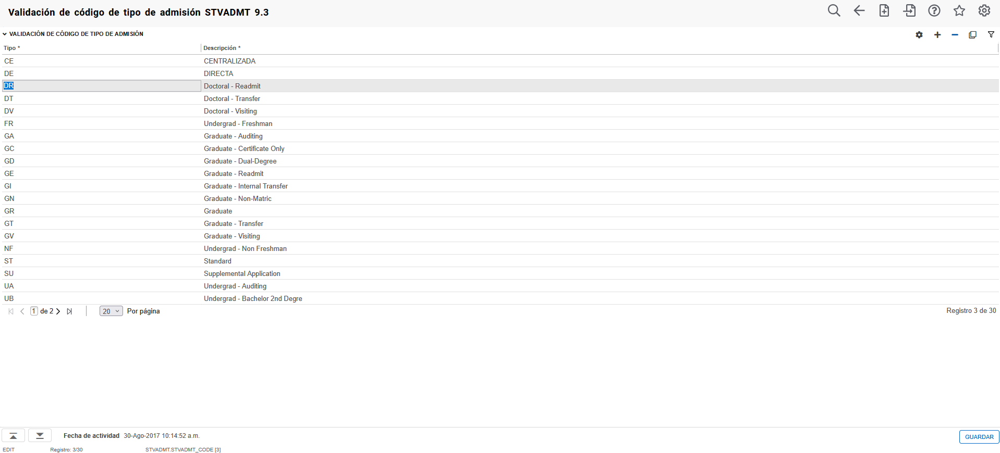 Validación de código de tipo de admisión STVADMT 9.3
VALIDACIÓN DE CÓDIGO DE TIPO DE ADMISIÓN
Tipo * Descripción *
CE CENTRALIZADA
DE DIRECTA
DR Doctoral - Readmit
DT Doctoral - Transfer
DV Doctoral - Visiting
FR Undergrad - Freshman
GA Graduate - Auditing
GC Graduate - Certificate Only
GD Graduate - Dual-Degree
GE Graduate - Readmit
GI Graduate - Internal Transfer
GN Graduate - Non-Matric
GR Graduate
GT Graduate - Transfer
GV Graduate - Visiting
NF Undergrad - Non Freshman
ST Standard
SU Supplemental Application
UA Undergrad - Auditing
UB Undergrad - Bachelor 2nd Degre
1 de 2 20 Por página Registro 3 de 30
Fecha de actividad 30-Ago-2017 10:14:52 a.m. GUARDAR
EDIT Registro: 3/30 STVADMT.STVADMT_CODE [3]